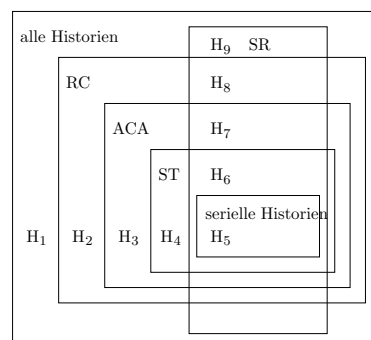 alle Historien
H₉ SR
RC H₈
ACA H₇
ST H₆
serielle Historien
H₁ H₂ H₃ H₄ H₅